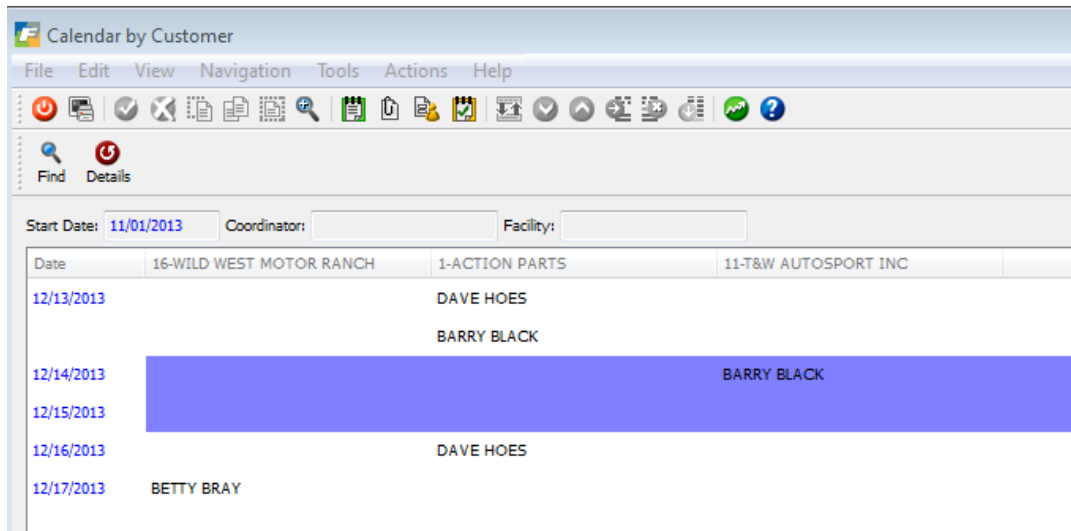 Calendar by Customer
File Edit View Navigation Tools Actions Help
Find Details
Start Date: 11/01/2013 Coordinator: Facility:
Date 16-WILD WEST MOTOR RANCH 1-ACTION PARTS 11-T&W AUTOSPORT INC
12/13/2013 DAVE HOES
BARRY BLACK
12/14/2013 BARRY BLACK
12/15/2013
12/16/2013 DAVE HOES
12/17/2013 BETTY BRAY